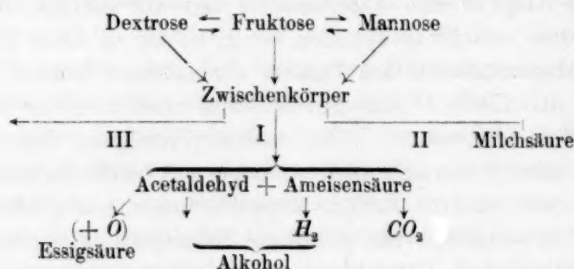 Dextrose ⇄ Fruktose ⇄ Mannose
Zwischenkörper
III I II Milchsäure
Acetaldehyd + Ameisensäure
(+ O) H₂ CO₂
Essigsäure
Alkohol